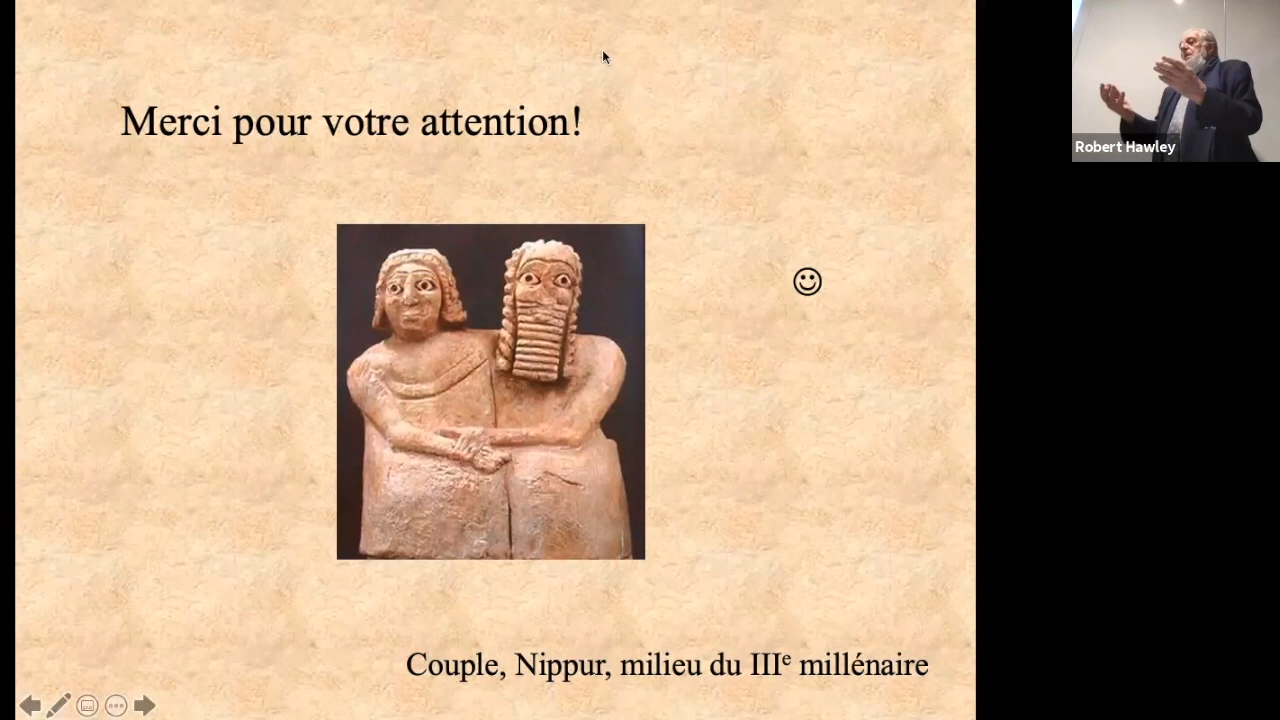 Merci pour votre attention!
Robert Hawley
☺
Couple, Nippur, milieu du IIIᵉ millénaire